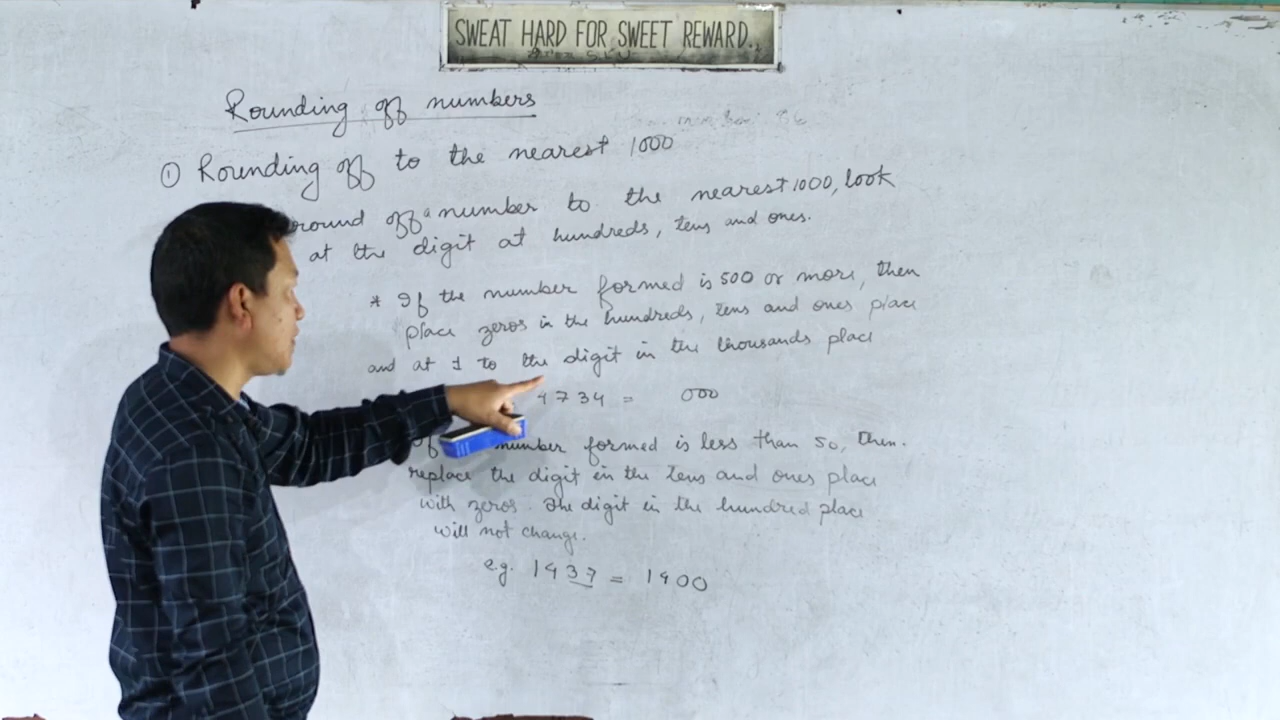 SWEAT HARD FOR SWEET REWARD.
Rounding off numbers
① Rounding off to the nearest 1000
round off a number to the nearest 1000, look
at the digit at hundreds, tens and ones.
* If the number formed is 500 or more, then
place zeros in the hundreds, tens and ones place
and at 1 to the digit in the thousands place
4734 = 000
If number formed is less than 50, then.
replace the digit in the tens and ones place
with zeros. The digit in the hundred place
will not change.
e.g. 1437 = 1400